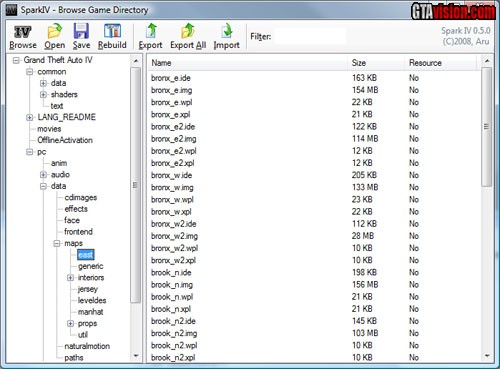 SparkIV - Browse Game Directory
GTAvision.com
IV
Browse
Open
Save
Rebuild
Export
Export All
Import
Filter:
Spark IV 0.5.0
(C)2008, Aru
Grand Theft Auto IV
common
data
shaders
text
LANG_README
movies
OfflineActivation
pc
anim
audio
data
cdimages
effects
face
frontend
maps
east
generic
interiors
jersey
leveldes
manhat
props
util
naturalmotion
paths
Name Size Resource
bronx_e.ide 163 KB No
bronx_e.img 154 MB No
bronx_e.wpl 22 KB No
bronx_e.xpl 21 KB No
bronx_e2.ide 122 KB No
bronx_e2.img 114 MB No
bronx_e2.wpl 12 KB No
bronx_e2.xpl 12 KB No
bronx_w.ide 205 KB No
bronx_w.img 133 MB No
bronx_w.wpl 23 KB No
bronx_w.xpl 22 KB No
bronx_w2.ide 112 KB No
bronx_w2.img 28 MB No
bronx_w2.wpl 10 KB No
bronx_w2.xpl 10 KB No
brook_n.ide 198 KB No
brook_n.img 156 MB No
brook_n.wpl 21 KB No
brook_n.xpl 21 KB No
brook_n2.ide 145 KB No
brook_n2.img 103 MB No
brook_n2.wpl 10 KB No
brook_n2.xpl 10 KB No